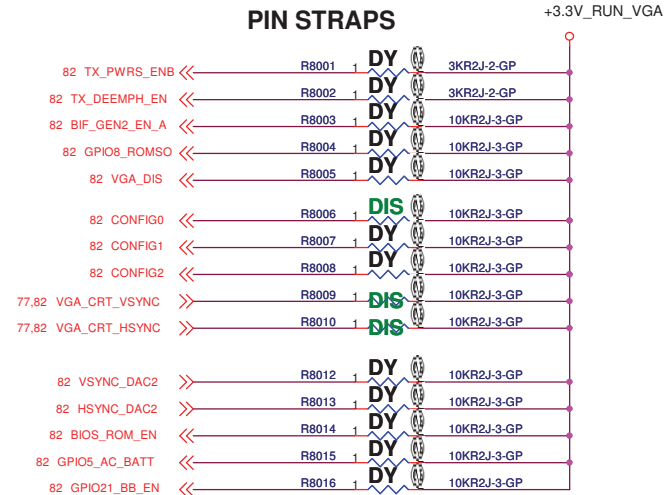 PIN STRAPS
+3.3V_RUN_VGA
82 TX_PWRS_ENB R8001 1 DY 3KR2J-2-GP
82 TX_DEEMPH_EN R8002 1 DY 3KR2J-2-GP
82 BIF_GEN2_EN_A R8003 1 DY 10KR2J-3-GP
82 GPIO8_ROMSO R8004 1 DY 10KR2J-3-GP
82 VGA_DIS R8005 1 DY 10KR2J-3-GP
82 CONFIG0 R8006 1 DIS 10KR2J-3-GP
82 CONFIG1 R8007 1 DY 10KR2J-3-GP
82 CONFIG2 R8008 1 DY 10KR2J-3-GP
77,82 VGA_CRT_VSYNC R8009 1 DIS 10KR2J-3-GP
77,82 VGA_CRT_HSYNC R8010 1 DIS 10KR2J-3-GP
82 VSYNC_DAC2 R8012 1 DY 10KR2J-3-GP
82 HSYNC_DAC2 R8013 1 DY 10KR2J-3-GP
82 BIOS_ROM_EN R8014 1 DY 10KR2J-3-GP
82 GPIO5_AC_BATT R8015 1 DY 10KR2J-3-GP
82 GPIO21_BB_EN R8016 1 DY 10KR2J-3-GP